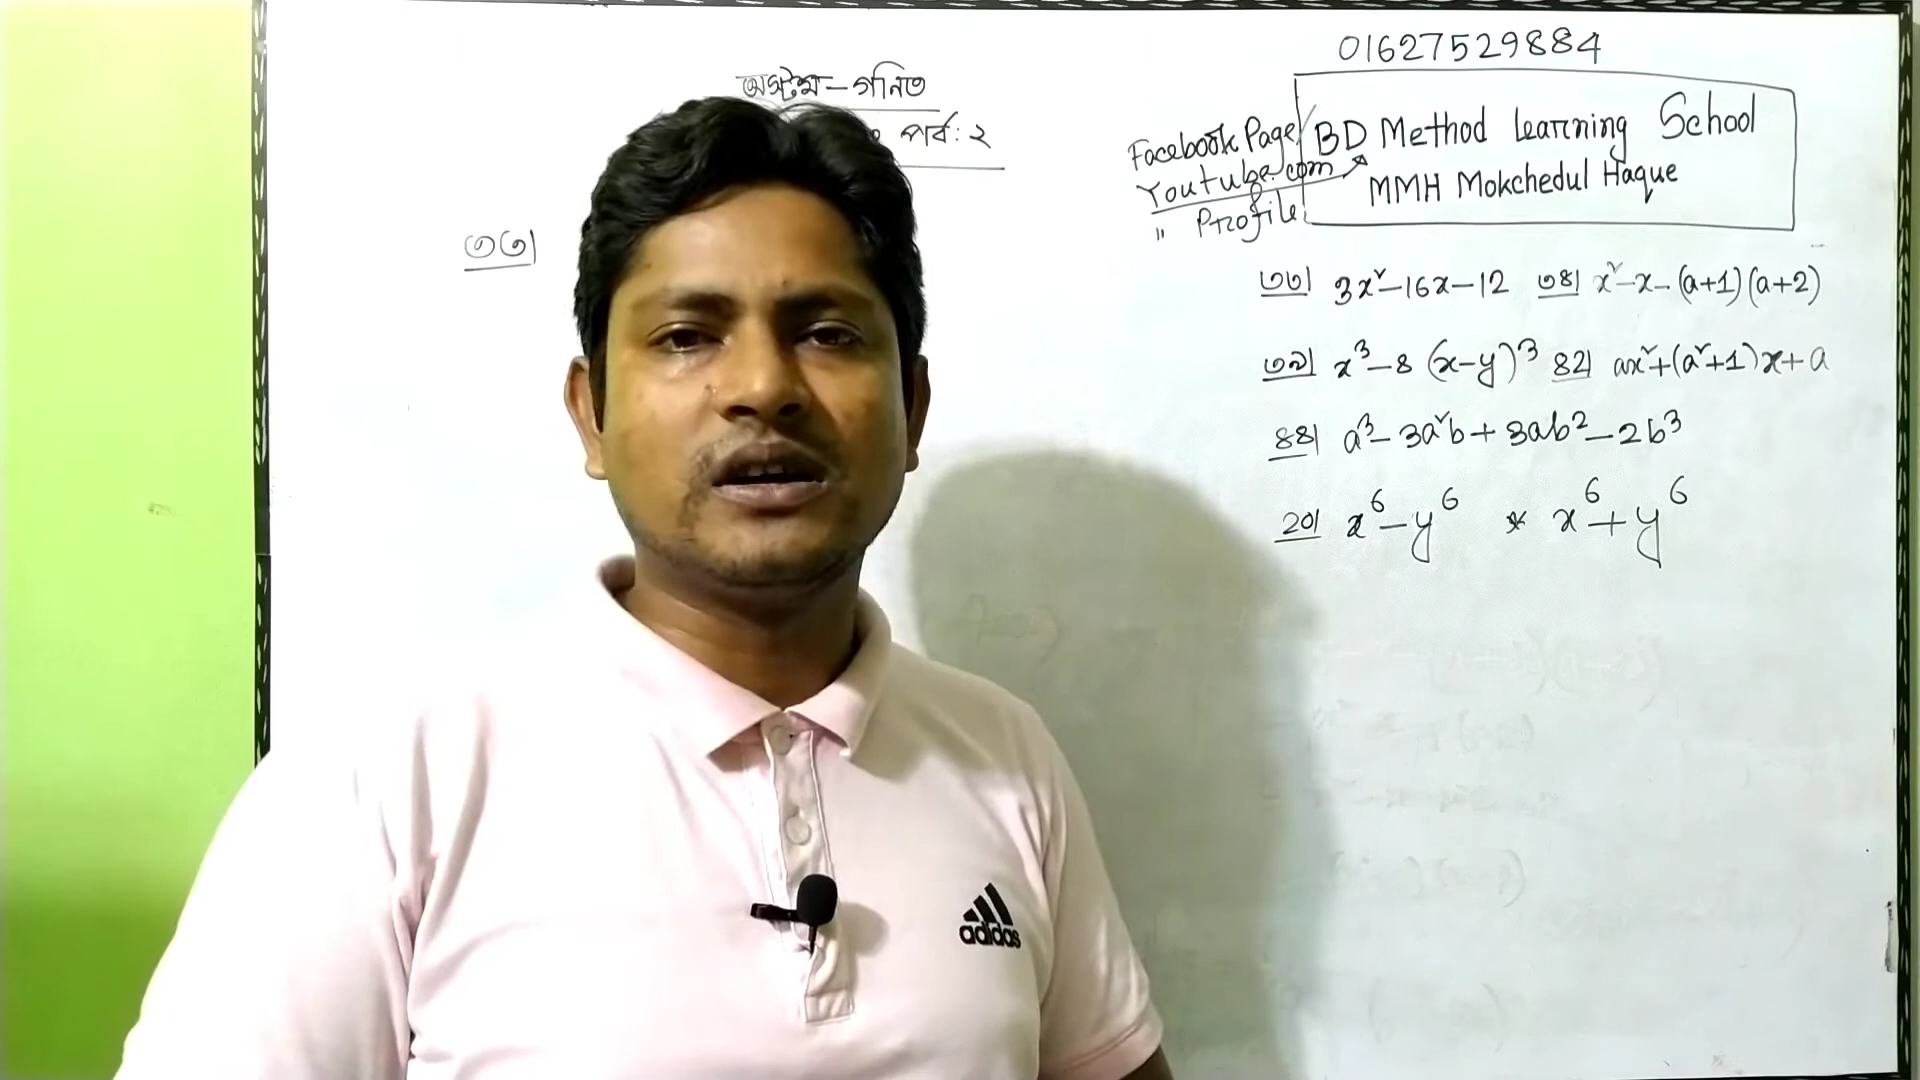 01627529884
অষ্টম – গনিত
পর্ব: ২
Facebook Page / BD Method Learning School
Youtube.com MMH Mokchedul Haque
" Profile
৩৩|
৩৩| 3x² – 16x – 12 ৩৪| x² – x – (a+1)(a+2)
৩৯| x³ – 8 (x–y)³ ৪২| ax² + (a²+1)x + a
৪৪| a³ – 3a²b + 3ab² – 2b³
২০| x⁶ – y⁶ * x⁶ + y⁶
adidas